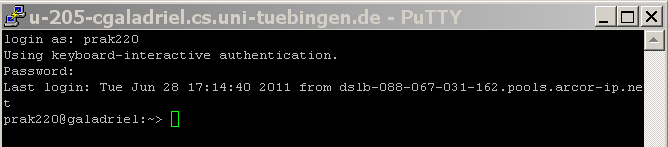 u-205-cgaladriel.cs.uni-tuebingen.de - PuTTY
login as: prak220
Using keyboard-interactive authentication.
Password:
Last login: Tue Jun 28 17:14:40 2011 from dslb-088-067-031-162.pools.arcor-ip.ne
t
prak220@galadriel:~>